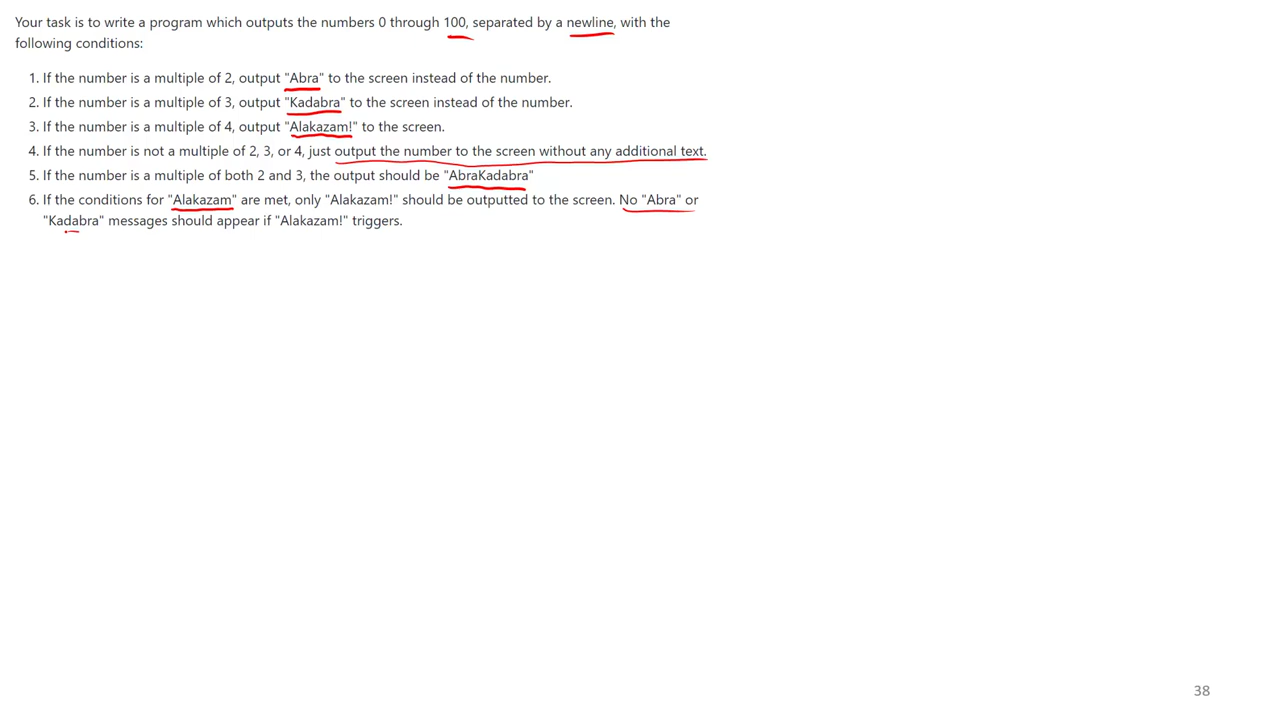 Your task is to write a program which outputs the numbers 0 through 100, separated by a newline, with the
following conditions:
1. If the number is a multiple of 2, output "Abra" to the screen instead of the number.
2. If the number is a multiple of 3, output "Kadabra" to the screen instead of the number.
3. If the number is a multiple of 4, output "Alakazam!" to the screen.
4. If the number is not a multiple of 2, 3, or 4, just output the number to the screen without any additional text.
5. If the number is a multiple of both 2 and 3, the output should be "AbraKadabra"
6. If the conditions for "Alakazam" are met, only "Alakazam!" should be outputted to the screen. No "Abra" or
"Kadabra" messages should appear if "Alakazam!" triggers.
38